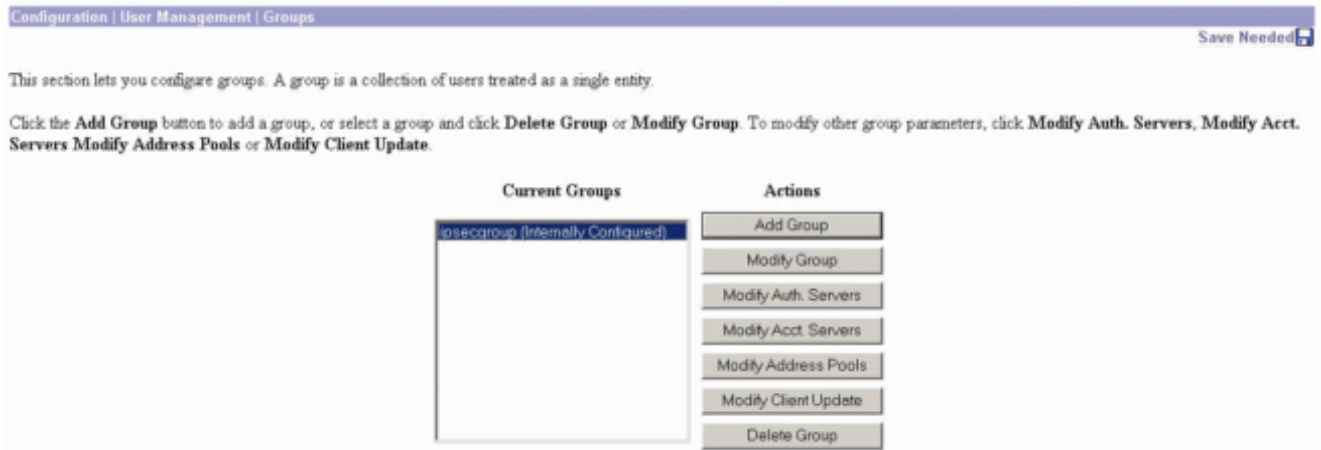 Configuration | User Management | Groups
Save Needed
This section lets you configure groups. A group is a collection of users treated as a single entity.
Click the Add Group button to add a group, or select a group and click Delete Group or Modify Group. To modify other group parameters, click Modify Auth. Servers, Modify Acct.
Servers Modify Address Pools or Modify Client Update.
Current Groups
Actions
ipsecgroup (Internally Configured)
Add Group
Modify Group
Modify Auth. Servers
Modify Acct. Servers
Modify Address Pools
Modify Client Update
Delete Group